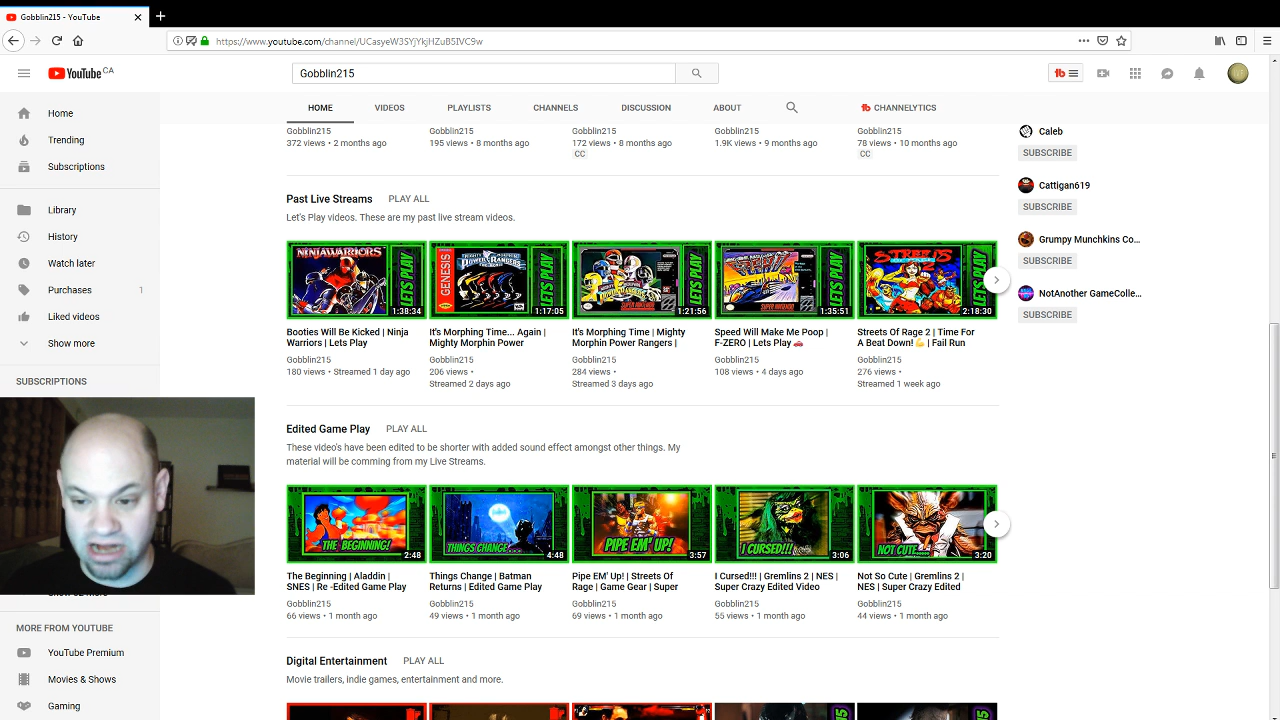 Gobblin215 - YouTube
https://www.youtube.com/channel/UCasyeW3SYjYkjHZuB5IVC9w
YouTube CA
Gobblin215
HOME VIDEOS PLAYLISTS CHANNELS DISCUSSION ABOUT CHANNELYTICS
Home
Trending
Subscriptions
Library
History
Watch later
Purchases 1
Liked videos
Show more
SUBSCRIPTIONS
MORE FROM YOUTUBE
YouTube Premium
Movies & Shows
Gaming
Gobblin215 Gobblin215 Gobblin215 Gobblin215 Gobblin215
372 views • 2 months ago 195 views • 8 months ago 172 views • 8 months ago 1.9K views • 9 months ago 78 views • 10 months ago
CC CC
Past Live Streams PLAY ALL
Let's Play videos. These are my past live stream videos.
NINJAWARRIORS LETS PLAY 1:38:34
GENESIS POWER RANGERS LETS PLAY 1:17:05
LETS PLAY 1:21:56
LETS PLAY 1:35:51
STREETS 2 LETS PLAY 2:18:30
Booties Will Be Kicked | Ninja
Warriors | Lets Play
Gobblin215
180 views • Streamed 1 day ago
It's Morphing Time... Again |
Mighty Morphin Power
Gobblin215
206 views •
Streamed 2 days ago
It's Morphing Time | Mighty
Morphin Power Rangers |
Gobblin215
284 views •
Streamed 3 days ago
Speed Will Make Me Poop |
F-ZERO | Lets Play 🚗
Gobblin215
108 views • 4 days ago
Streets Of Rage 2 | Time For
A Beat Down!💪 | Fail Run
Gobblin215
276 views •
Streamed 1 week ago
Edited Game Play PLAY ALL
These video's have been edited to be shorter with added sound effect amongst other things. My
material will be comming from my Live Streams.
THE BEGINNING! 2:48
THINGS CHANGE... 4:48
PIPE EM' UP! 3:57
I CURSED!!! 3:06
NOT CUTE..... 3:20
The Beginning | Aladdin |
SNES | Re -Edited Game Play
Gobblin215
66 views • 1 month ago
Things Change | Batman
Returns | Edited Game Play
Gobblin215
49 views • 1 month ago
Pipe EM' Up! | Streets Of
Rage | Game Gear | Super
Gobblin215
69 views • 1 month ago
I Cursed!!! | Gremlins 2 | NES |
Super Crazy Edited Video
Gobblin215
55 views • 1 month ago
Not So Cute | Gremlins 2 |
NES | Super Crazy Edited
Gobblin215
44 views • 1 month ago
Digital Entertainment PLAY ALL
Movie trailers, indie games, entertainment and more.
Caleb
SUBSCRIBE
Cattigan619
SUBSCRIBE
Grumpy Munchkins Co...
SUBSCRIBE
NotAnother GameColle...
SUBSCRIBE